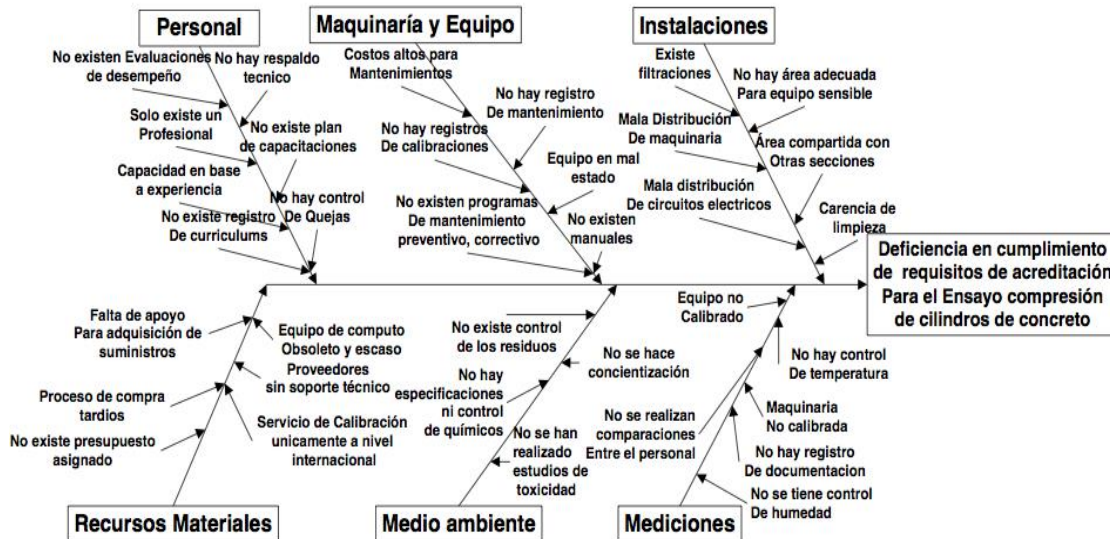 Personal
No existen Evaluaciones
de desempeño
No hay respaldo
tecnico
Solo existe un
Profesional
No existe plan
de capacitaciones
Capacidad en base
a experiencia
No hay control
De Quejas
No existe registro
De curriculums
Maquinaría y Equipo
Costos altos para
Mantenimientos
No hay registro
De mantenimiento
No hay registros
De calibraciones
Equipo en mal
estado
No existen programas
De mantenimiento
preventivo, correctivo
No existen
manuales
Instalaciones
Existe
filtraciones
No hay área adecuada
Para equipo sensible
Mala Distribución
De maquinaria
Área compartida con
Otras secciones
Mala distribución
De circuitos electricos
Carencia de
limpieza
Deficiencia en cumplimiento
de requisitos de acreditación
Para el Ensayo compresión
de cilindros de concreto
Falta de apoyo
Para adquisición de
suministros
Equipo de computo
Obsoleto y escaso
Proveedores
sin soporte técnico
Proceso de compra
tardios
Servicio de Calibración
unicamente a nivel
internacional
No existe presupuesto
asignado
Recursos Materiales
No existe control
de los residuos
No se hace
concientización
No hay
especificaciones
ni control
de químicos
No se han
realizado
estudios de
toxicidad
Medio ambiente
Equipo no
Calibrado
No hay control
De temperatura
Maquinaria
No calibrada
No se realizan
comparaciones
Entre el personal
No hay registro
De documentacion
No se tiene control
De humedad
Mediciones